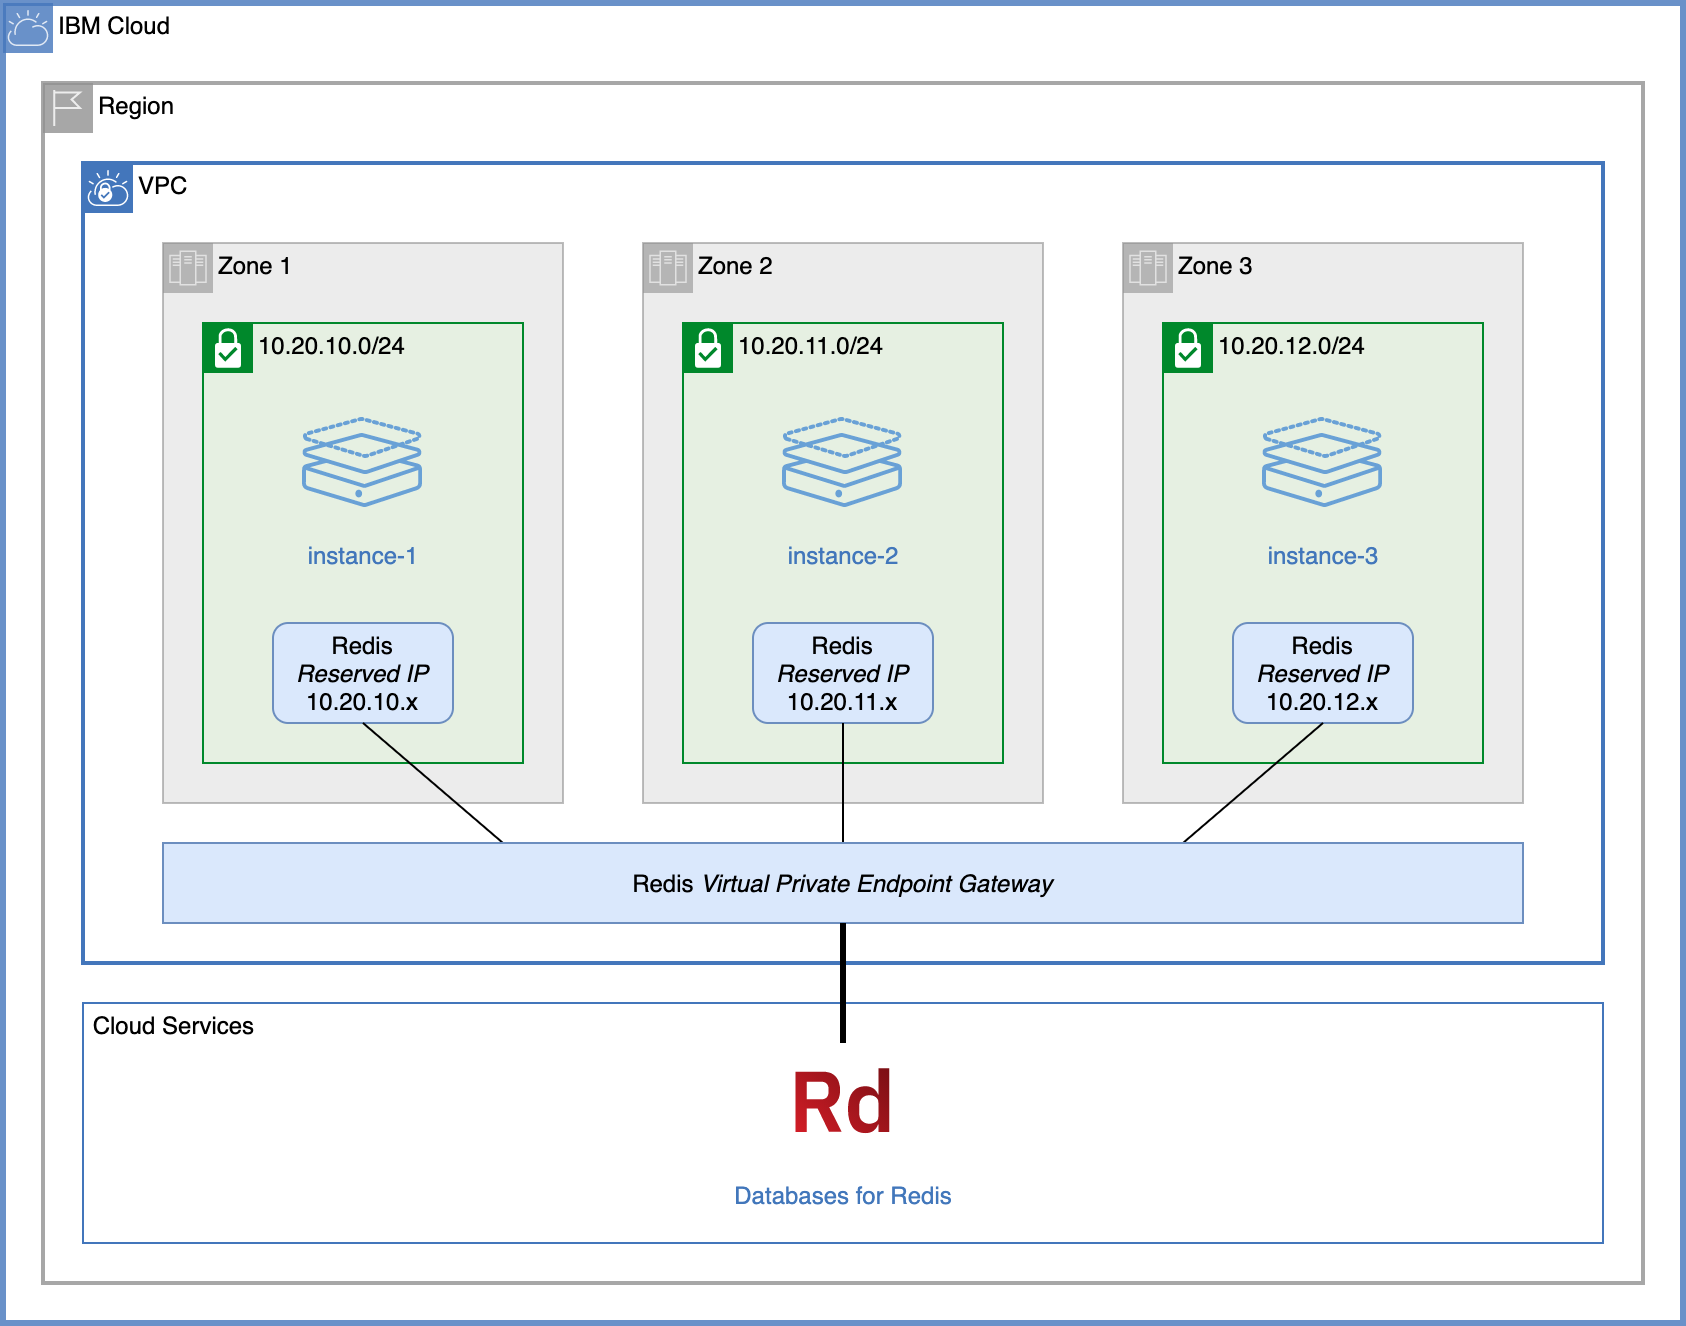 IBM Cloud
Region
VPC
Zone 1
10.20.10.0/24
instance-1
Redis
Reserved IP
10.20.10.x
Zone 2
10.20.11.0/24
instance-2
Redis
Reserved IP
10.20.11.x
Zone 3
10.20.12.0/24
instance-3
Redis
Reserved IP
10.20.12.x
Redis Virtual Private Endpoint Gateway
Cloud Services
Rd
Databases for Redis